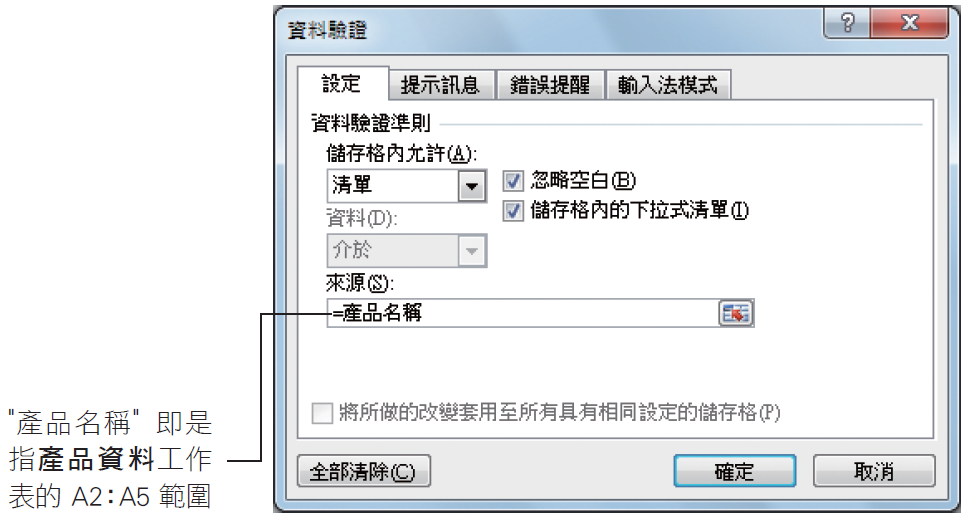 資料驗證
設定 提示訊息 錯誤提醒 輸入法模式
資料驗證準則
儲存格內允許(A):
清單
忽略空白(B)
儲存格內的下拉式清單(I)
資料(D):
介於
來源(S):
=產品名稱
將所做的改變套用至所有具有相同設定的儲存格(P)
全部清除(C) 確定 取消
"產品名稱" 即是
指產品資料工作
表的 A2:A5 範圍